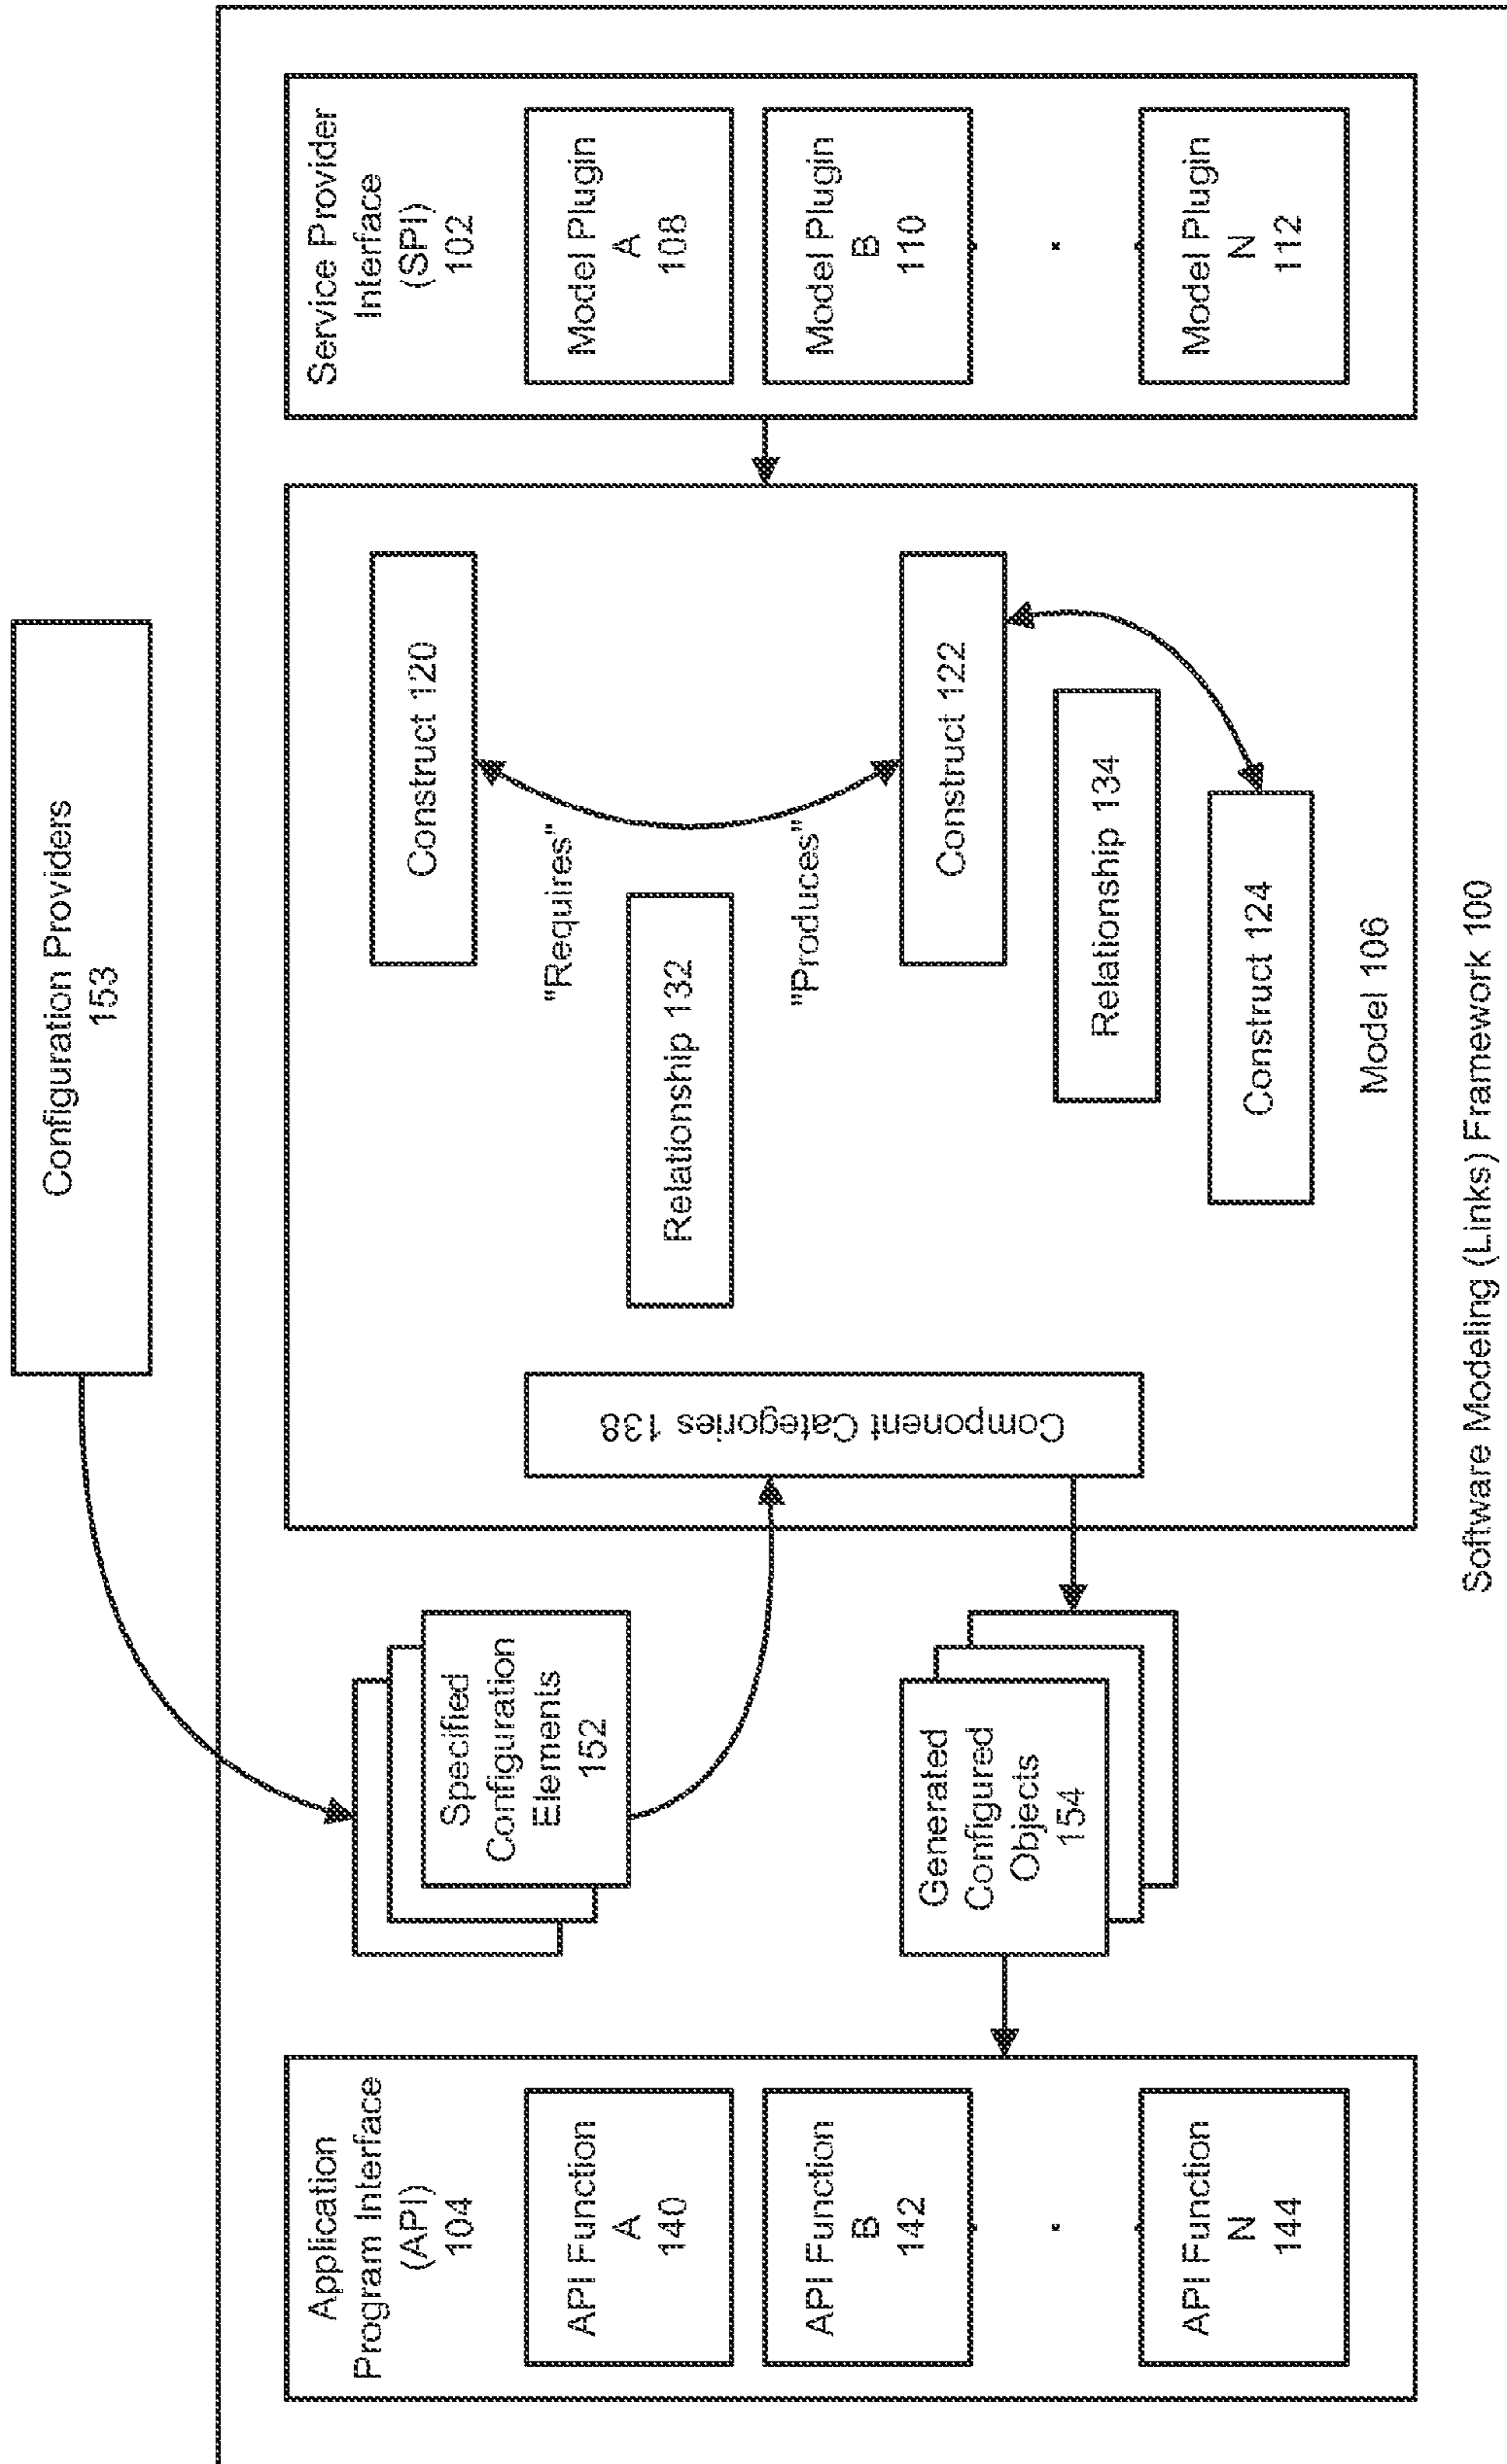 Configuration Providers
153
Application
Program Interface
(API)
104
API Function
A
140
API Function
B
142
API Function
N
144
Specified
Configuration
Elements
152
Generated
Configured
Objects
154
Component Categories 138
Construct 120
"Requires"
Relationship 132
"Produces"
Construct 122
Relationship 134
Construct 124
Model 106
Service Provider
Interface
(SPI)
102
Model Plugin
A
108
Model Plugin
B
110
Model Plugin
N
112
Software Modeling (Links) Framework 100